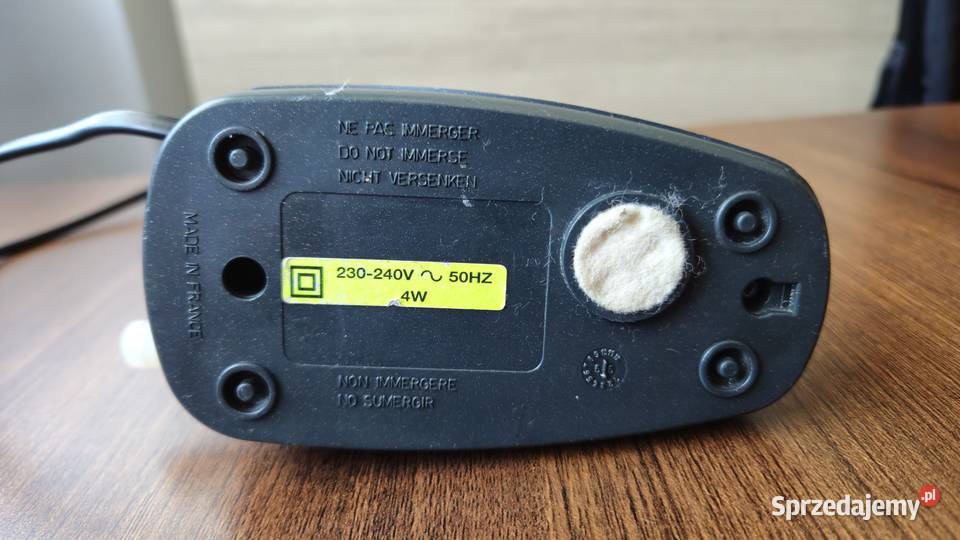 NE PAS IMMERGER
DO NOT IMMERSE
NICHT VERSENKEN
MADE IN FRANCE
230-240V ~ 50HZ
4W
NON IMMERGERE
NO SUMERGIR
Sprzedajemy.pl